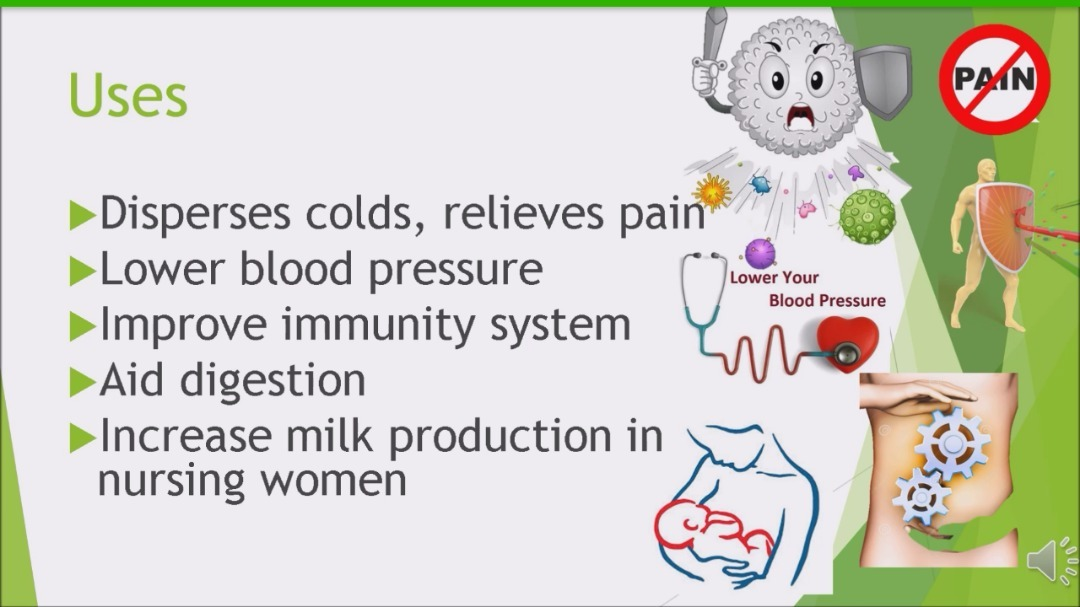 Uses
Disperses colds, relieves pain
Lower blood pressure
Improve immunity system
Aid digestion
Increase milk production in
nursing women
PAIN
Lower Your
Blood Pressure